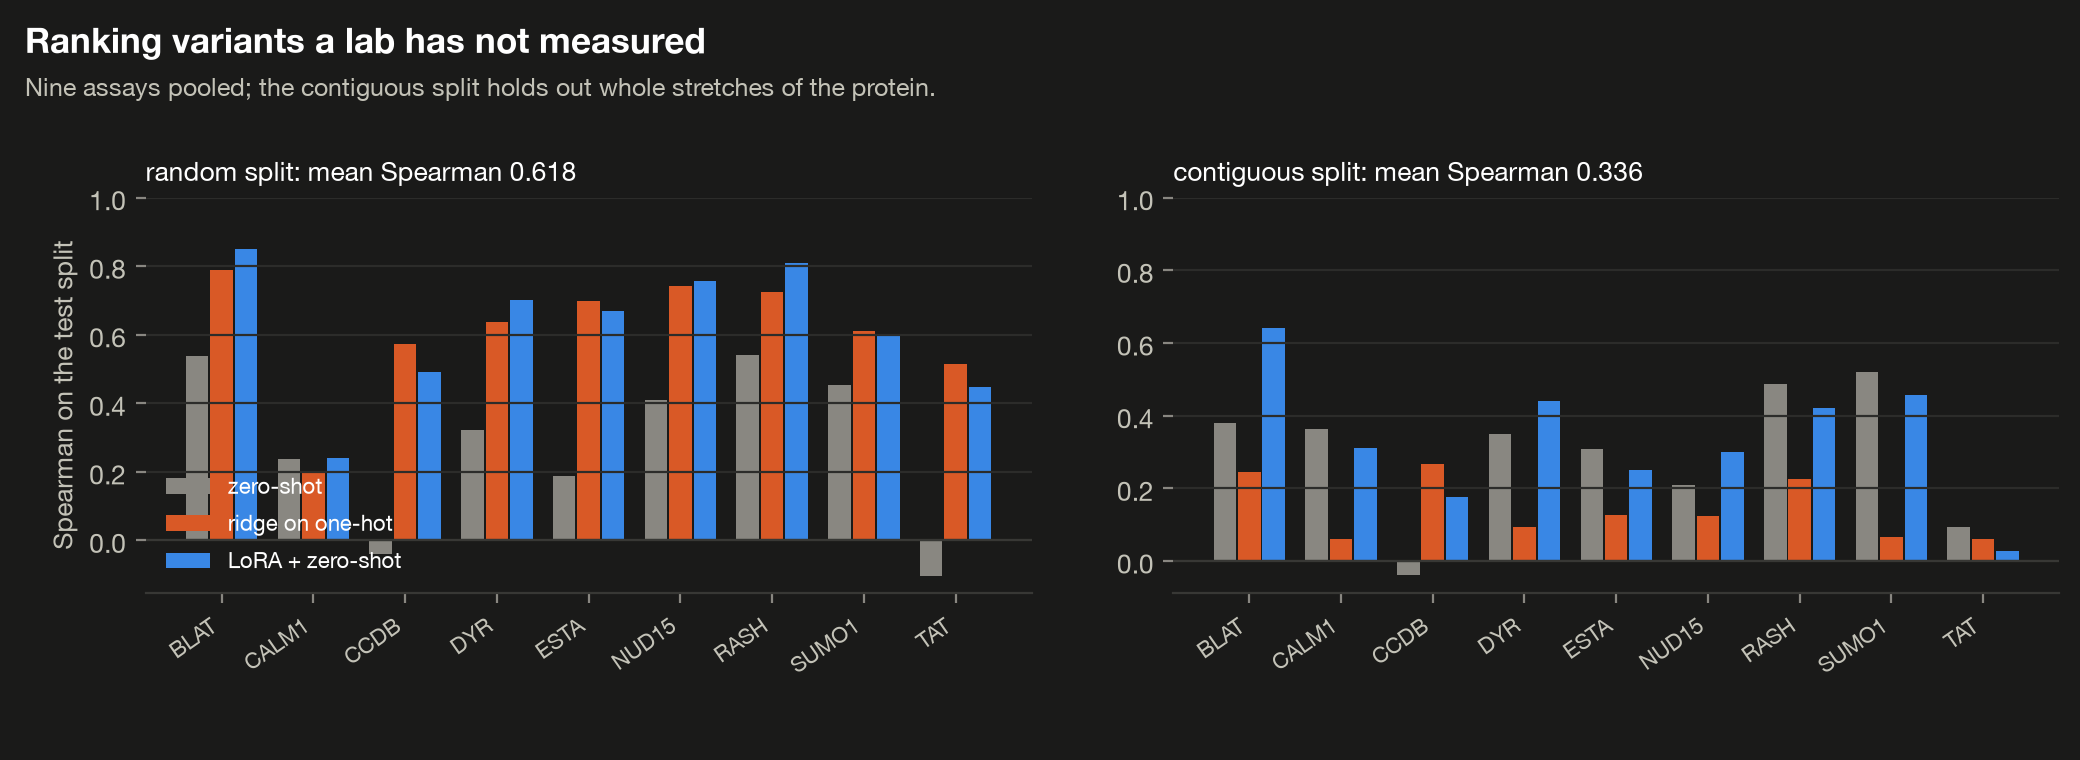 Ranking variants a lab has not measured
Nine assays pooled; the contiguous split holds out whole stretches of the protein.
random split: mean Spearman 0.618
Spearman on the test split
1.0
0.8
0.6
0.4
0.2
0.0
zero-shot
ridge on one-hot
LoRA + zero-shot
BLAT
CALM1
CCDB
DYR
ESTA
NUD15
RASH
SUMO1
TAT
contiguous split: mean Spearman 0.336
1.0
0.8
0.6
0.4
0.2
0.0
BLAT
CALM1
CCDB
DYR
ESTA
NUD15
RASH
SUMO1
TAT